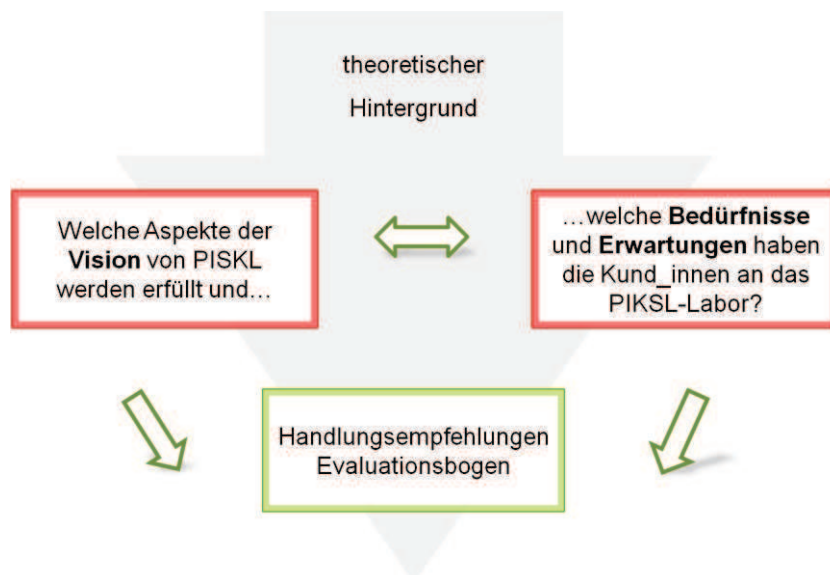 theoretischer
Hintergrund
Welche Aspekte der
Vision von PISKL
werden erfüllt und…
…welche Bedürfnisse
und Erwartungen haben
die Kund_innen an das
PIKSL-Labor?
Handlungsempfehlungen
Evaluationsbogen